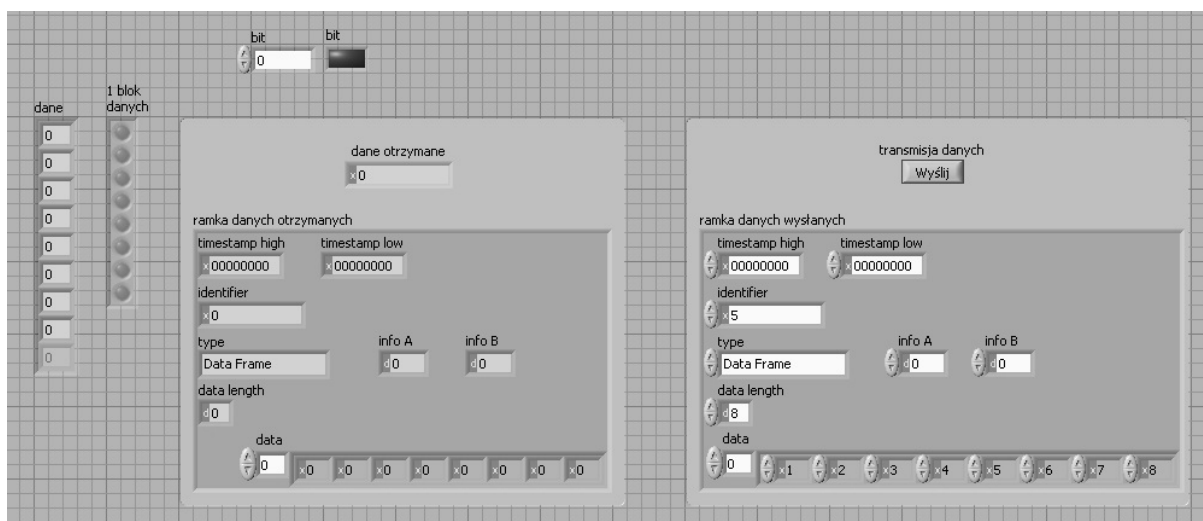 bit
bit
0
dane
1 blok
danych
0
0
0
0
0
0
0
0
0
dane otrzymane
x0
ramka danych otrzymanych
timestamp high
timestamp low
x00000000
x00000000
identifier
x0
type
info A
info B
Data Frame
d0
d0
data length
d0
data
0
x0
x0
x0
x0
x0
x0
x0
x0
transmisja danych
Wyślij
ramka danych wysłanych
timestamp high
timestamp low
x00000000
x00000000
identifier
x5
type
info A
info B
Data Frame
d0
d0
data length
d8
data
0
x1
x2
x3
x4
x5
x6
x7
x8